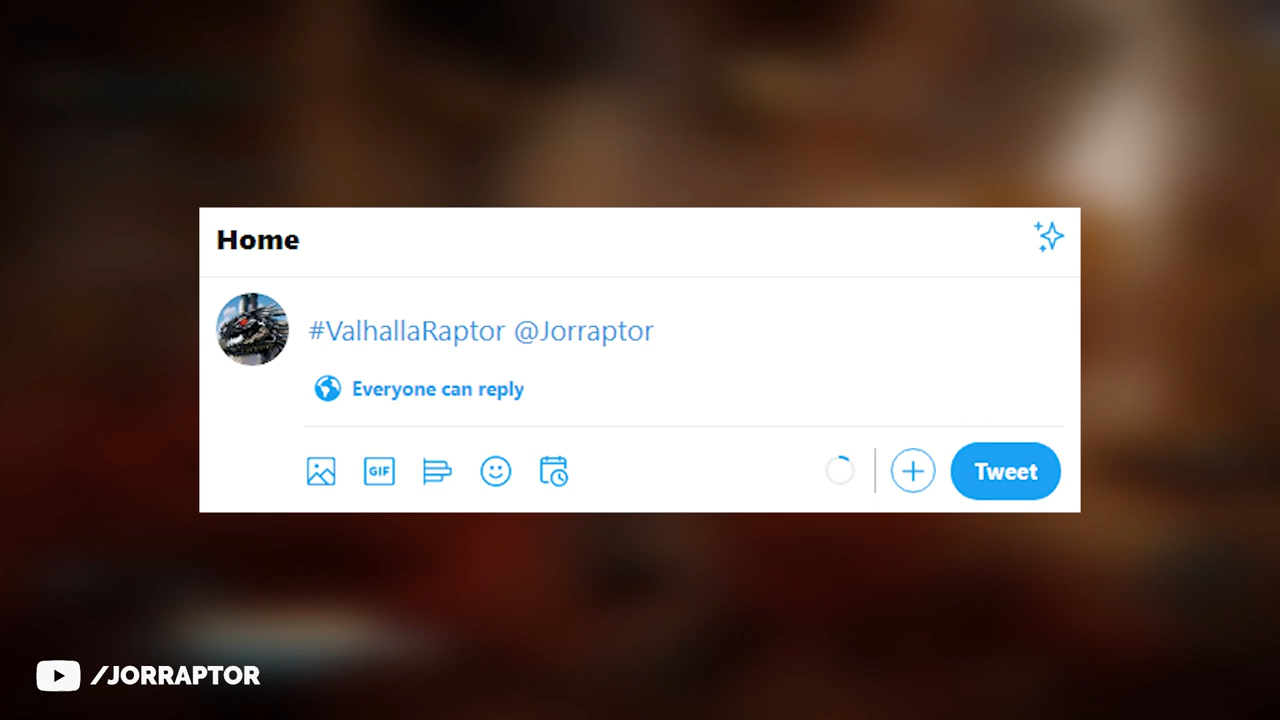 Home
#ValhallaRaptor @Jorraptor
Everyone can reply
GIF
Tweet
/JORRAPTOR